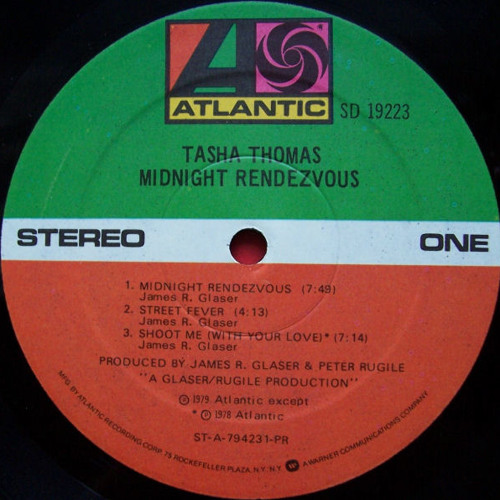 ATLANTIC
SD 19223
TASHA THOMAS
MIDNIGHT RENDEZVOUS
STEREO
ONE
1. MIDNIGHT RENDEZVOUS (7:49)
James R. Glaser
2. STREET FEVER (4:13)
James R. Glaser
3. SHOOT ME (WITH YOUR LOVE)* (7:14)
James R. Glaser
PRODUCED BY JAMES R. GLASER & PETER RUGILE
"A GLASER/RUGILE PRODUCTION"
Ⓒ Ⓟ 1979 Atlantic except
* Ⓟ 1978 Atlantic
ST-A-794231-PR
MFG. BY ATLANTIC RECORDING CORP. 75 ROCKEFELLER PLAZA, N.Y. N.Y. W A WARNER COMMUNICATIONS COMPANY